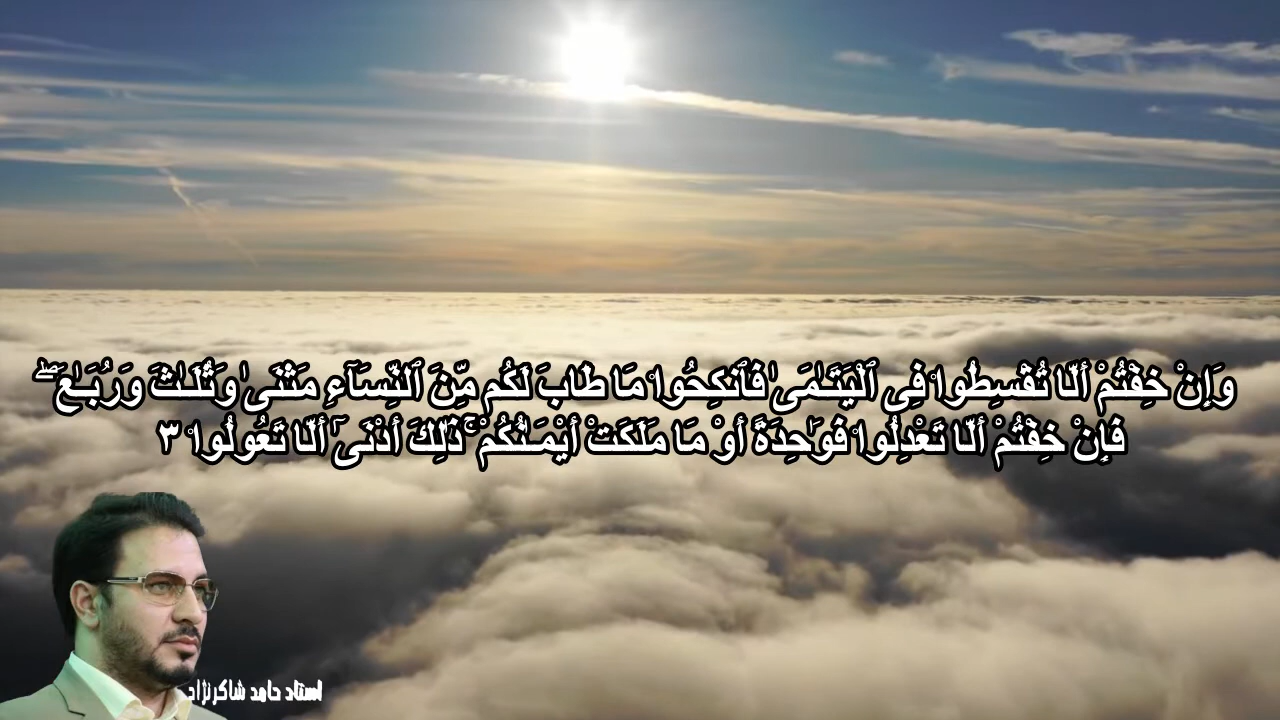 وَإِنْ خِفْتُمْ أَلَّا تُقْسِطُوا۟ فِى ٱلْيَتَـٰمَىٰ فَٱنكِحُوا۟ مَا طَابَ لَكُم مِّنَ ٱلنِّسَآءِ مَثْنَىٰ وَثُلَـٰثَ وَرُبَـٰعَ ۖ
فَإِنْ خِفْتُمْ أَلَّا تَعْدِلُوا۟ فَوَٰحِدَةً أَوْ مَا مَلَكَتْ أَيْمَـٰنُكُمْ ۚ ذَٰلِكَ أَدْنَىٰٓ أَلَّا تَعُولُوا۟ ٣
استاد حامد شاکرنژاد